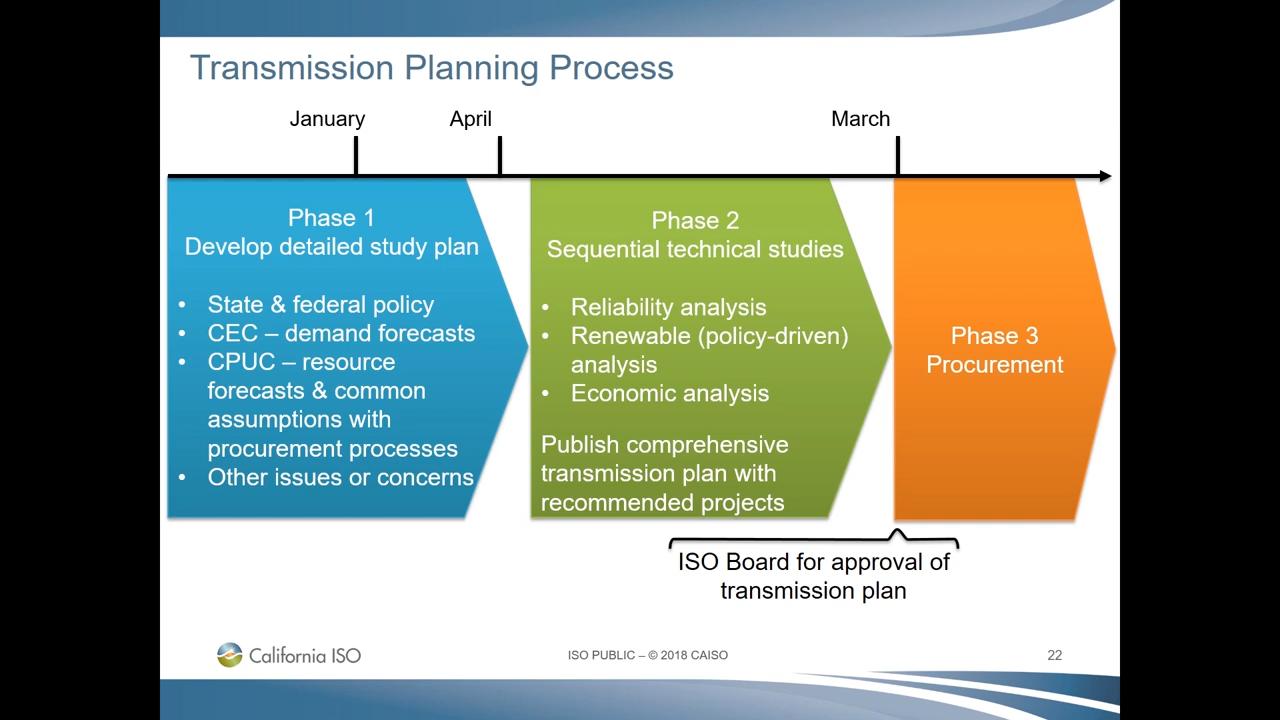 Transmission Planning Process
January
April
March
Phase 1
Develop detailed study plan
• State & federal policy
• CEC – demand forecasts
• CPUC – resource
forecasts & common
assumptions with
procurement processes
• Other issues or concerns
Phase 2
Sequential technical studies
• Reliability analysis
• Renewable (policy-driven)
analysis
• Economic analysis
Publish comprehensive
transmission plan with
recommended projects
Phase 3
Procurement
ISO Board for approval of
transmission plan
California ISO
ISO PUBLIC – © 2018 CAISO
22